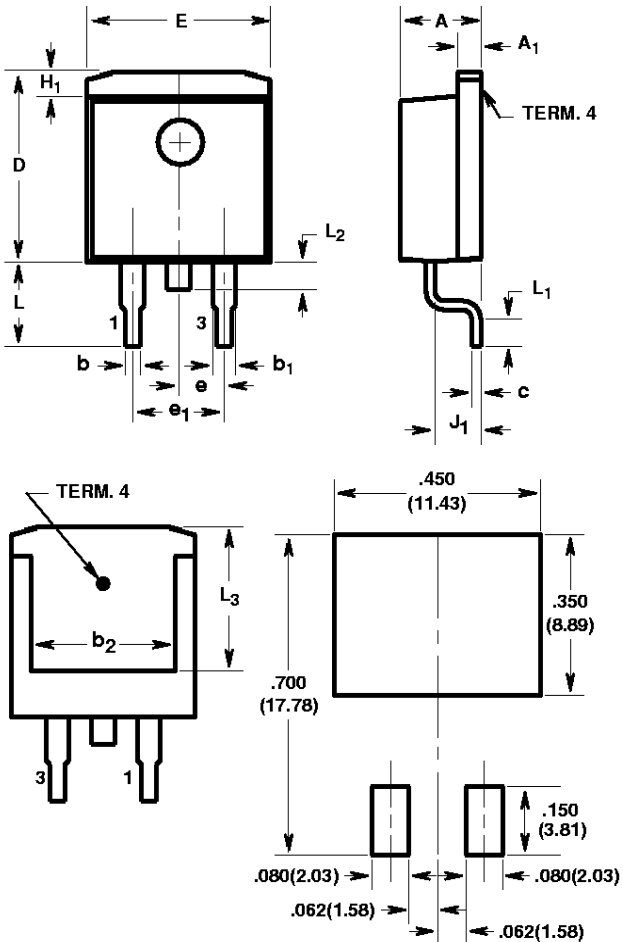 E
A
A1
H1
TERM. 4
D
L2
L
L1
1
3
b
e
b1
c
e1
J1
TERM. 4
.450
(11.43)
L3
b2
.350
(8.89)
.700
(17.78)
3
1
.150
(3.81)
.080(2.03)
.080(2.03)
.062(1.58)
.062(1.58)